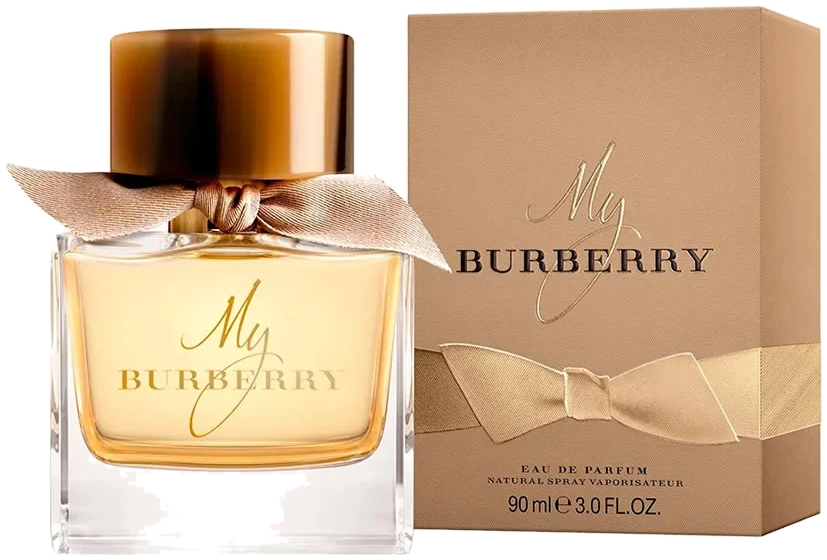 My
BURBERRY
My
BURBERRY
EAU DE PARFUM
NATURAL SPRAY VAPORISATEUR
90 ml ℮ 3.0 FL.OZ.